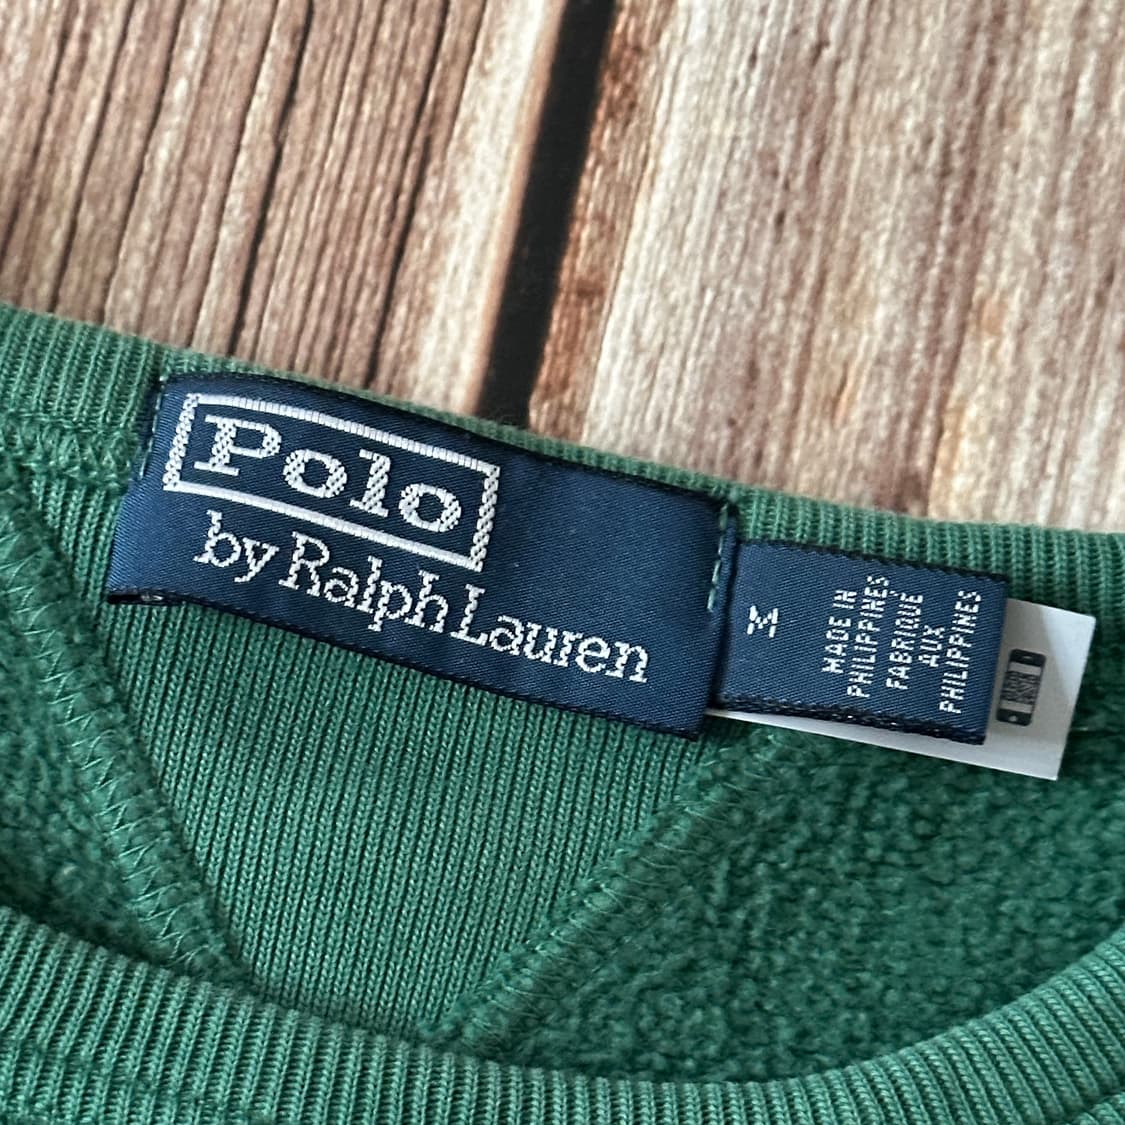 Polo
by Ralph Lauren
M
MADE IN
PHILIPPINES
FABRIQUE
AUX
PHILIPPINES